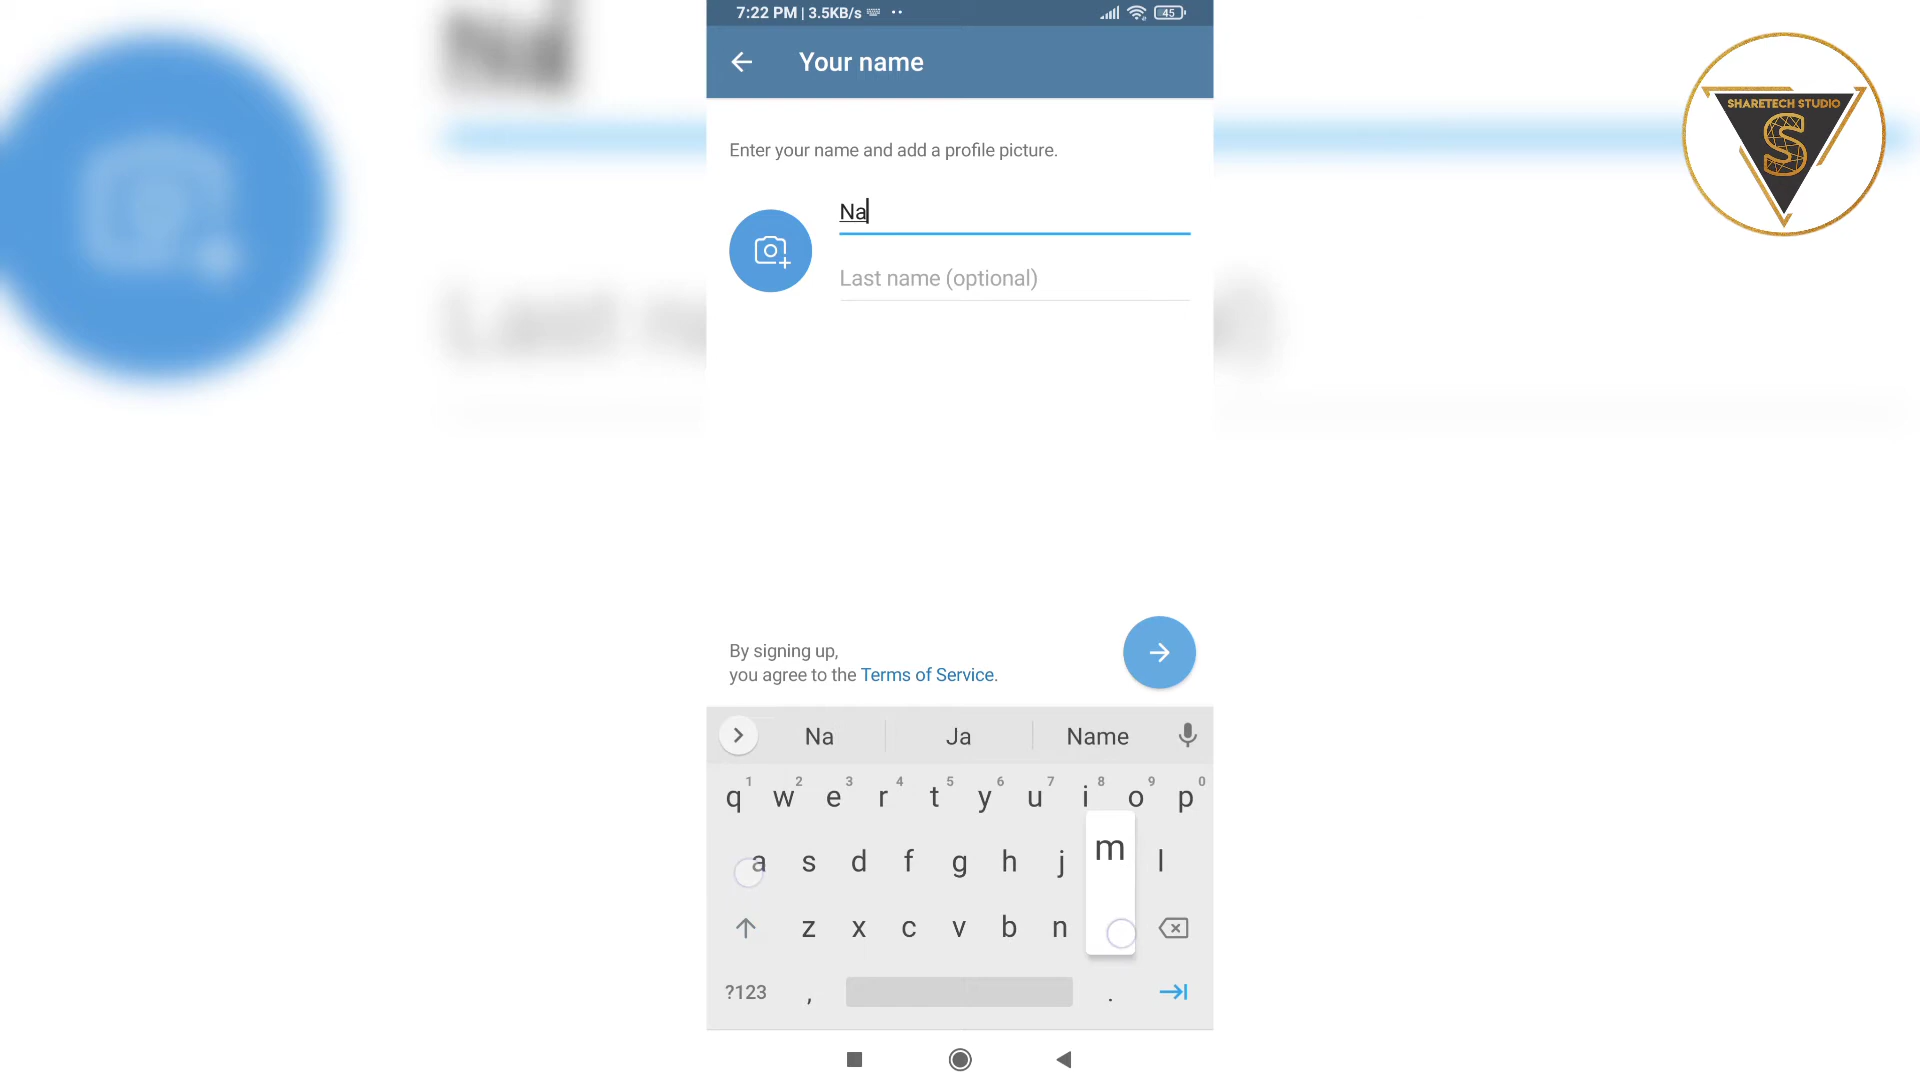 7:22 PM | 3.5KB/s
45
Your name
SHARETECH STUDIO
S
Enter your name and add a profile picture.
Na
Last name (optional)
By signing up,
you agree to the Terms of Service.
Na Ja Name
1 2 3 4 5 6 7 8 9 0
q w e r t y u i o p
a s d f g h j m l
z x c v b n
?123 , .